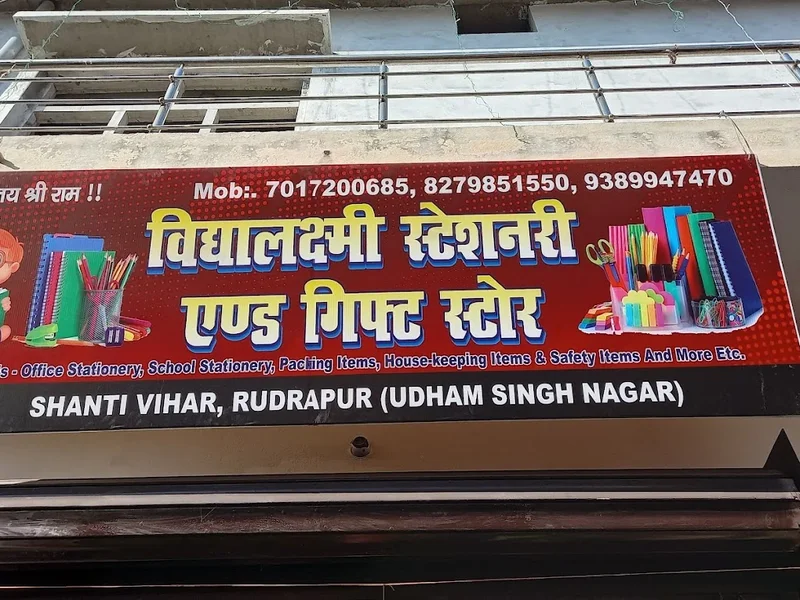 श्री राम !!
Mob:. 7017200685, 8279851550, 9389947470
विद्यालक्ष्मी स्टेशनरी
एण्ड गिफ्ट स्टोर
- Office Stationery, School Stationery, Packing Items, House-keeping Items & Safety Items And More Etc.
SHANTI VIHAR, RUDRAPUR (UDHAM SINGH NAGAR)